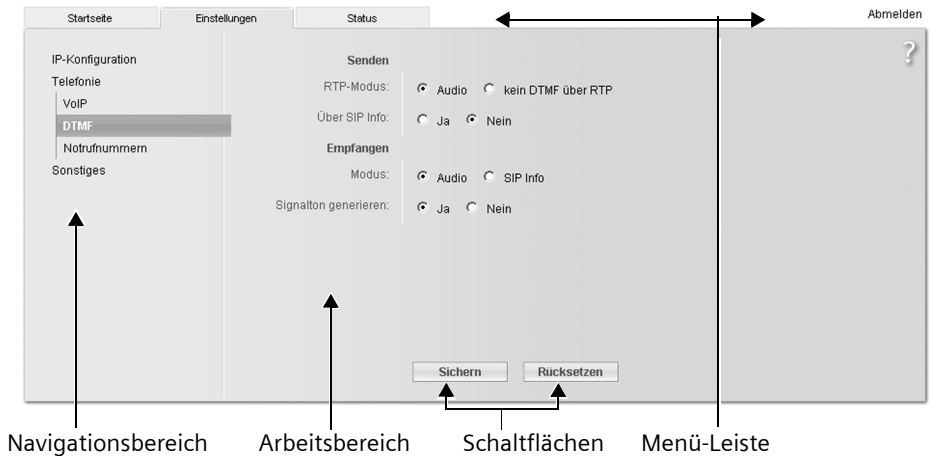 Startseite Einstellungen Status Abmelden
?
IP-Konfiguration
Telefonie
VoIP
DTMF
Notrufnummern
Sonstiges
Senden
RTP-Modus: Audio kein DTMF über RTP
Über SIP Info: Ja Nein
Empfangen
Modus: Audio SIP Info
Signalton generieren: Ja Nein
Sichern Rücksetzen
Navigationsbereich Arbeitsbereich Schaltflächen Menü-Leiste